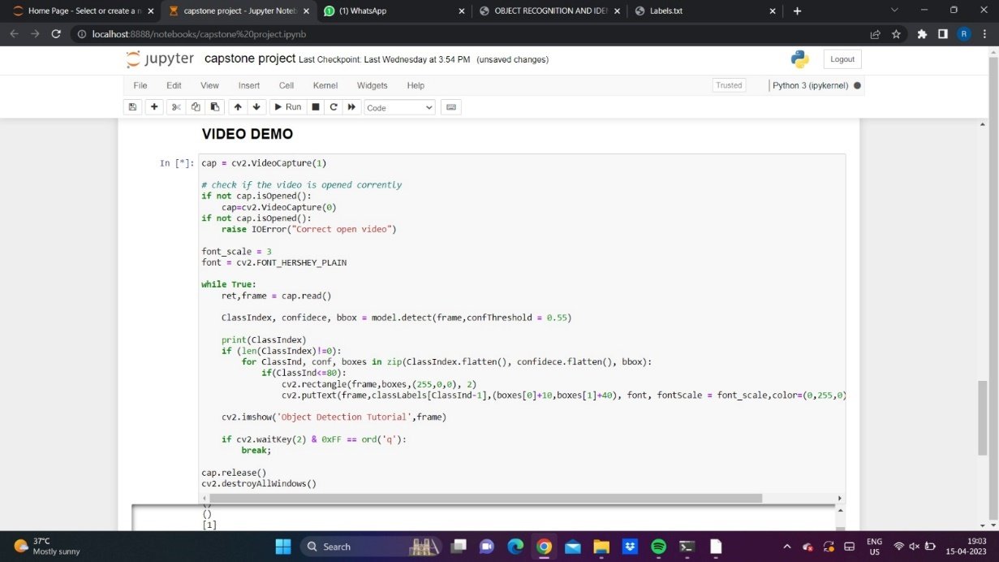 Home Page - Select or create a n
capstone project - Jupyter Noteb
(1) WhatsApp
OBJECT RECOGNITION AND IDEN
Labels.txt
localhost:8888/notebooks/capstone%20project.ipynb
R
jupyter capstone project Last Checkpoint: Last Wednesday at 3:54 PM (unsaved changes)
Logout
File Edit View Insert Cell Kernel Widgets Help
Trusted
Python 3 (ipykernel)
Run
Code
VIDEO DEMO
In [*]: cap = cv2.VideoCapture(1)
# check if the video is opened corrently
if not cap.isOpened():
cap=cv2.VideoCapture(0)
if not cap.isOpened():
raise IOError("Correct open video")
font_scale = 3
font = cv2.FONT_HERSHEY_PLAIN
while True:
ret,frame = cap.read()
ClassIndex, confidece, bbox = model.detect(frame,confThreshold = 0.55)
print(ClassIndex)
if (len(ClassIndex)!=0):
for ClassInd, conf, boxes in zip(ClassIndex.flatten(), confidece.flatten(), bbox):
if(ClassInd<=80):
cv2.rectangle(frame,boxes,(255,0,0), 2)
cv2.putText(frame,classLabels[ClassInd-1],(boxes[0]+10,boxes[1]+40), font, fontScale = font_scale,color=(0,255,0)
cv2.imshow('Object Detection Tutorial',frame)
if cv2.waitKey(2) & 0xFF == ord('q'):
break;
cap.release()
cv2.destroyAllWindows()
()
()
[1]
37°C
Mostly sunny
Search
ENG
US
19:03
15-04-2023